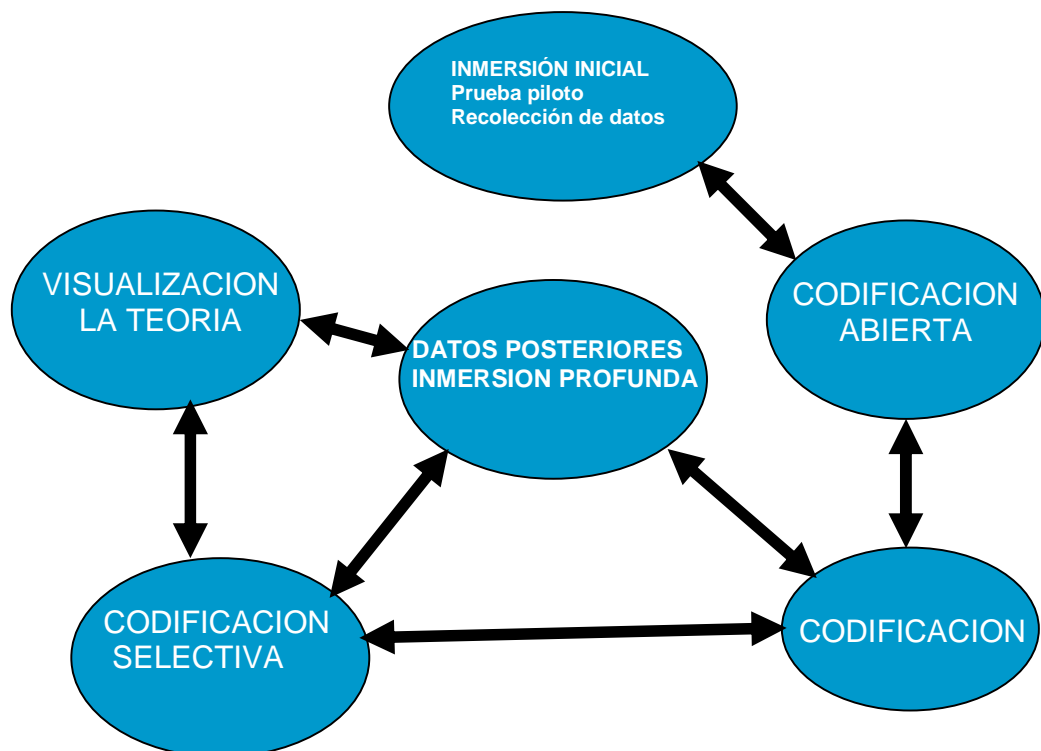 INMERSIÓN INICIAL
Prueba piloto
Recolección de datos
VISUALIZACION
LA TEORIA
CODIFICACION
ABIERTA
DATOS POSTERIORES
INMERSION PROFUNDA
CODIFICACION
SELECTIVA
CODIFICACION